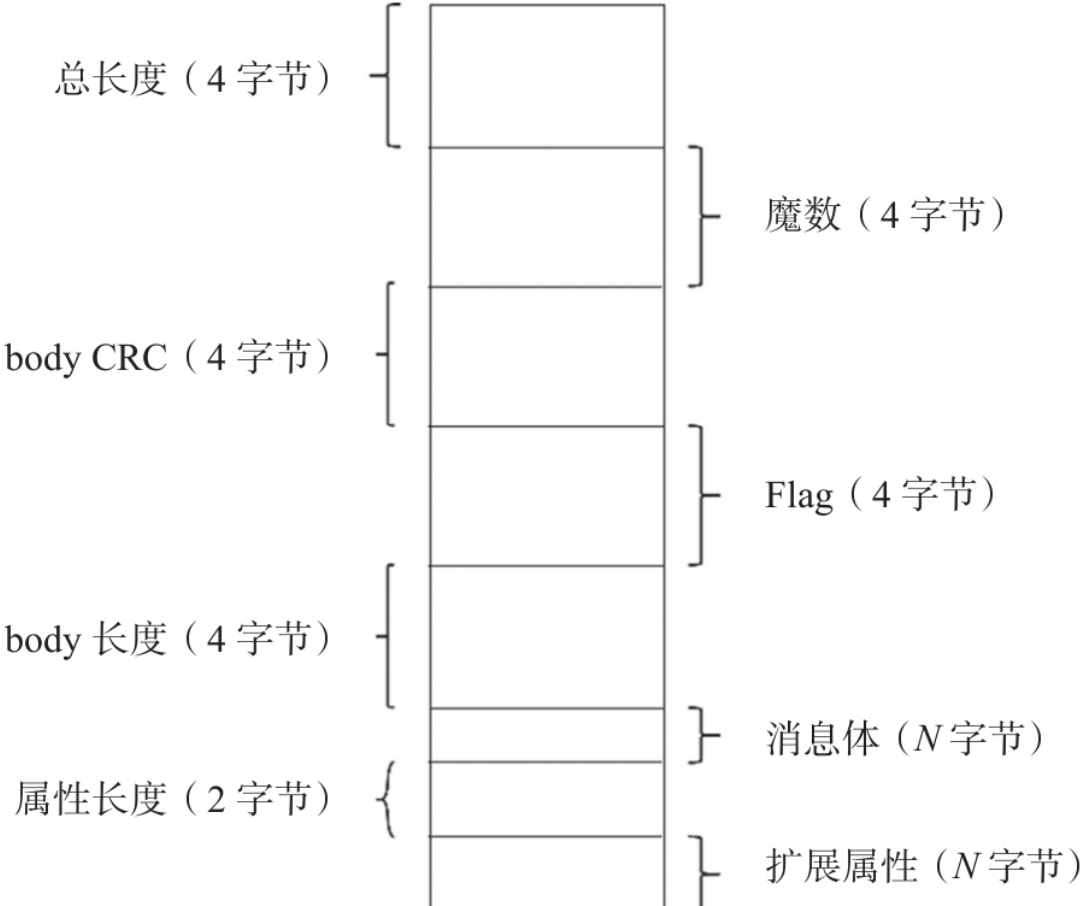 总长度（4 字节）
魔数（4 字节）
body CRC（4 字节）
Flag（4 字节）
body 长度（4 字节）
消息体（N 字节）
属性长度（2 字节）
扩展属性（N 字节）